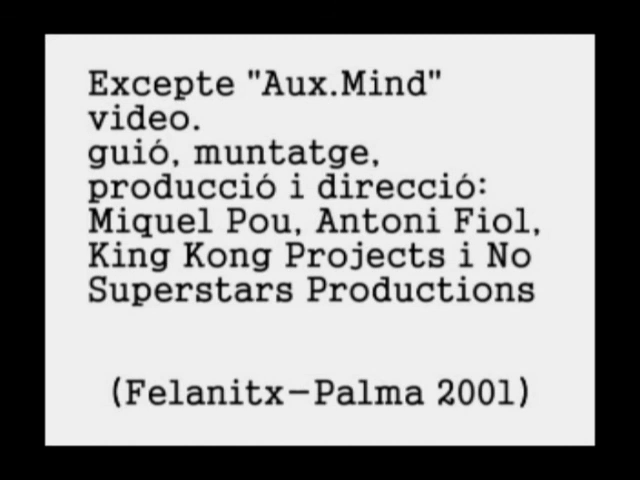 Excepte "Aux.Mind"
video.
guió, muntatge,
producció i direcció:
Miquel Pou, Antoni Fiol,
King Kong Projects i No
Superstars Productions
(Felanitx-Palma 2001)